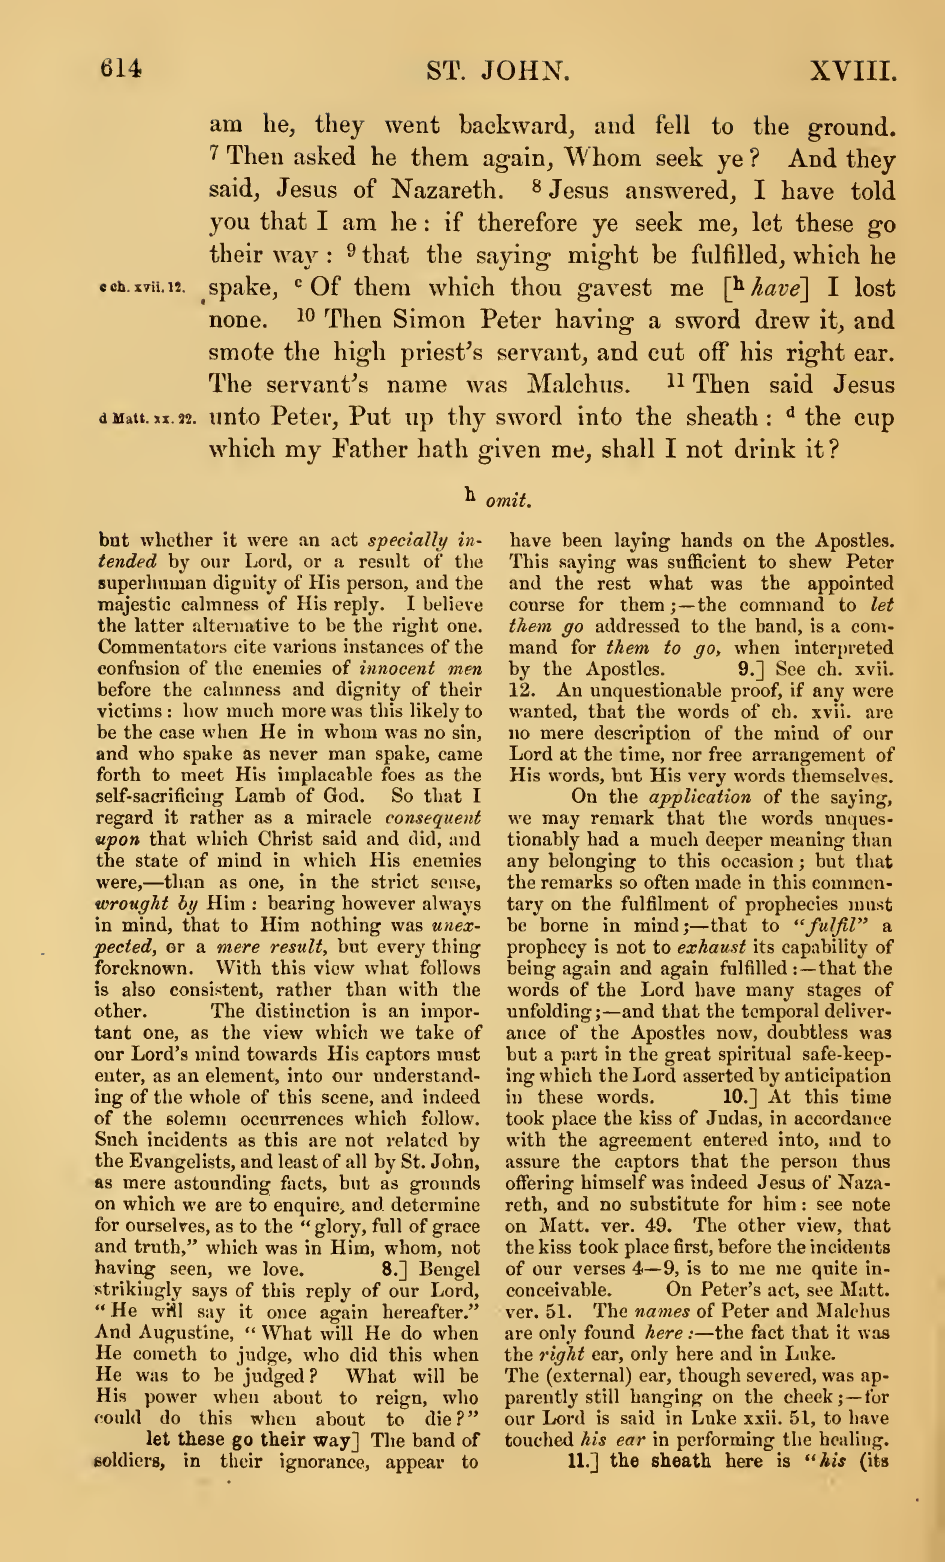 614 ST. JOHN. XVIII.
am he, they went backward, and fell to the ground.
7 Then asked he them again, Whom seek ye? And they
said, Jesus of Nazareth. 8 Jesus answered, I have told
you that I am he: if therefore ye seek me, let these go
their way: 9 that the saying might be fulfilled, which he
c ch. xvii. 12. spake, c Of them which thou gavest me [h have] I lost
none. 10 Then Simon Peter having a sword drew it, and
smote the high priest's servant, and cut off his right ear.
The servant's name was Malchus. 11 Then said Jesus
d Matt. xx. 22. unto Peter, Put up thy sword into the sheath: d the cup
which my Father hath given me, shall I not drink it?
h omit.
but whether it were an act specially in-
tended by our Lord, or a result of the
superhuman dignity of His person, and the
majestic calmness of His reply. I believe
the latter alternative to be the right one.
Commentators cite various instances of the
confusion of the enemies of innocent men
before the calmness and dignity of their
victims: how much more was this likely to
be the case when He in whom was no sin,
and who spake as never man spake, came
forth to meet His implacable foes as the
self-sacrificing Lamb of God. So that I
regard it rather as a miracle consequent
upon that which Christ said and did, and
the state of mind in which His enemies
were,—than as one, in the strict sense,
wrought by Him: bearing however always
in mind, that to Him nothing was unex-
pected, or a mere result, but every thing
foreknown. With this view what follows
is also consistent, rather than with the
other. The distinction is an impor-
tant one, as the view which we take of
our Lord's mind towards His captors must
enter, as an element, into our understand-
ing of the whole of this scene, and indeed
of the solemn occurrences which follow.
Such incidents as this are not related by
the Evangelists, and least of all by St. John,
as mere astounding facts, but as grounds
on which we are to enquire, and determine
for ourselves, as to the "glory, full of grace
and truth," which was in Him, whom, not
having seen, we love. 8.] Bengel
strikingly says of this reply of our Lord,
"He will say it once again hereafter."
And Augustine, "What will He do when
He cometh to judge, who did this when
He was to be judged? What will be
His power when about to reign, who
could do this when about to die?"
let these go their way] The band of
soldiers, in their ignorance, appear to
have been laying hands on the Apostles.
This saying was sufficient to shew Peter
and the rest what was the appointed
course for them;—the command to let
them go addressed to the band, is a com-
mand for them to go, when interpreted
by the Apostles. 9.] See ch. xvii.
12. An unquestionable proof, if any were
wanted, that the words of ch. xvii. are
no mere description of the mind of our
Lord at the time, nor free arrangement of
His words, but His very words themselves.
On the application of the saying,
we may remark that the words unques-
tionably had a much deeper meaning than
any belonging to this occasion; but that
the remarks so often made in this commen-
tary on the fulfilment of prophecies must
be borne in mind;—that to "fulfil" a
prophecy is not to exhaust its capability of
being again and again fulfilled:—that the
words of the Lord have many stages of
unfolding;—and that the temporal deliver-
ance of the Apostles now, doubtless was
but a part in the great spiritual safe-keep-
ing which the Lord asserted by anticipation
in these words. 10.] At this time
took place the kiss of Judas, in accordance
with the agreement entered into, and to
assure the captors that the person thus
offering himself was indeed Jesus of Naza-
reth, and no substitute for him: see note
on Matt. ver. 49. The other view, that
the kiss took place first, before the incidents
of our verses 4—9, is to me me quite in-
conceivable. On Peter's act, see Matt.
ver. 51. The names of Peter and Malchus
are only found here:—the fact that it was
the right ear, only here and in Luke.
The (external) ear, though severed, was ap-
parently still hanging on the cheek;—for
our Lord is said in Luke xxii. 51, to have
touched his ear in performing the healing.
11.] the sheath here is "his (its